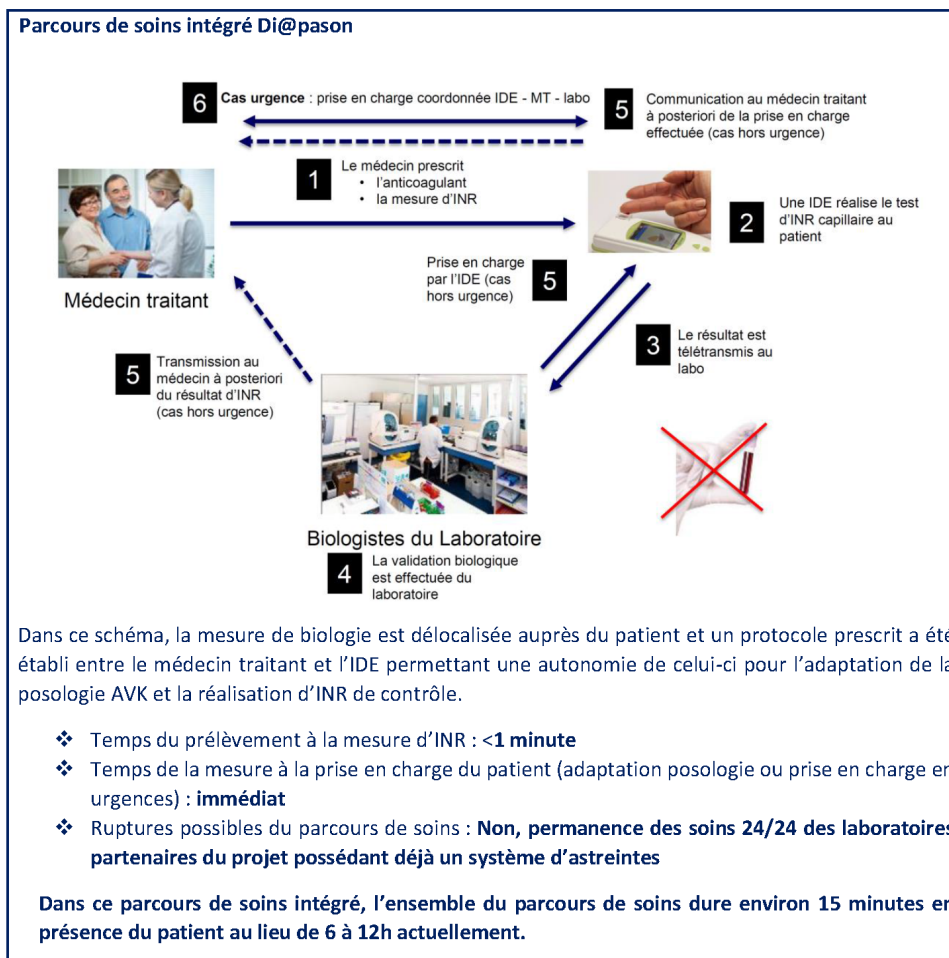 Parcours de soins intégré Di@pason
6
Cas urgence : prise en charge coordonnée IDE - MT - labo
5
Communication au médecin traitant
à posteriori de la prise en charge
effectuée (cas hors urgence)
1
Le médecin prescrit
• l'anticoagulant
• la mesure d'INR
2
Une IDE réalise le test
d'INR capillaire au
patient
Médecin traitant
Prise en charge
par l'IDE (cas
hors urgence)
5
3
Le résultat est
télétransmis au
labo
5
Transmission au
médecin à posteriori
du résultat d'INR
(cas hors urgence)
Biologistes du Laboratoire
4
La validation biologique
est effectuée du
laboratoire
Dans ce schéma, la mesure de biologie est délocalisée auprès du patient et un protocole prescrit a été
établi entre le médecin traitant et l'IDE permettant une autonomie de celui-ci pour l'adaptation de la
posologie AVK et la réalisation d'INR de contrôle.
❖ Temps du prélèvement à la mesure d'INR : <1 minute
❖ Temps de la mesure à la prise en charge du patient (adaptation posologie ou prise en charge en
urgences) : immédiat
❖ Ruptures possibles du parcours de soins : Non, permanence des soins 24/24 des laboratoires
partenaires du projet possédant déjà un système d'astreintes
Dans ce parcours de soins intégré, l'ensemble du parcours de soins dure environ 15 minutes en
présence du patient au lieu de 6 à 12h actuellement.